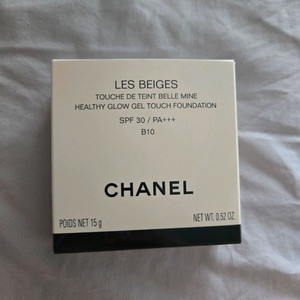 LES BEIGES
TOUCHE DE TEINT BELLE MINE
HEALTHY GLOW GEL TOUCH FOUNDATION
SPF 30 / PA+++
B10
CHANEL
POIDS NET 15 g NET WT. 0.52 OZ.